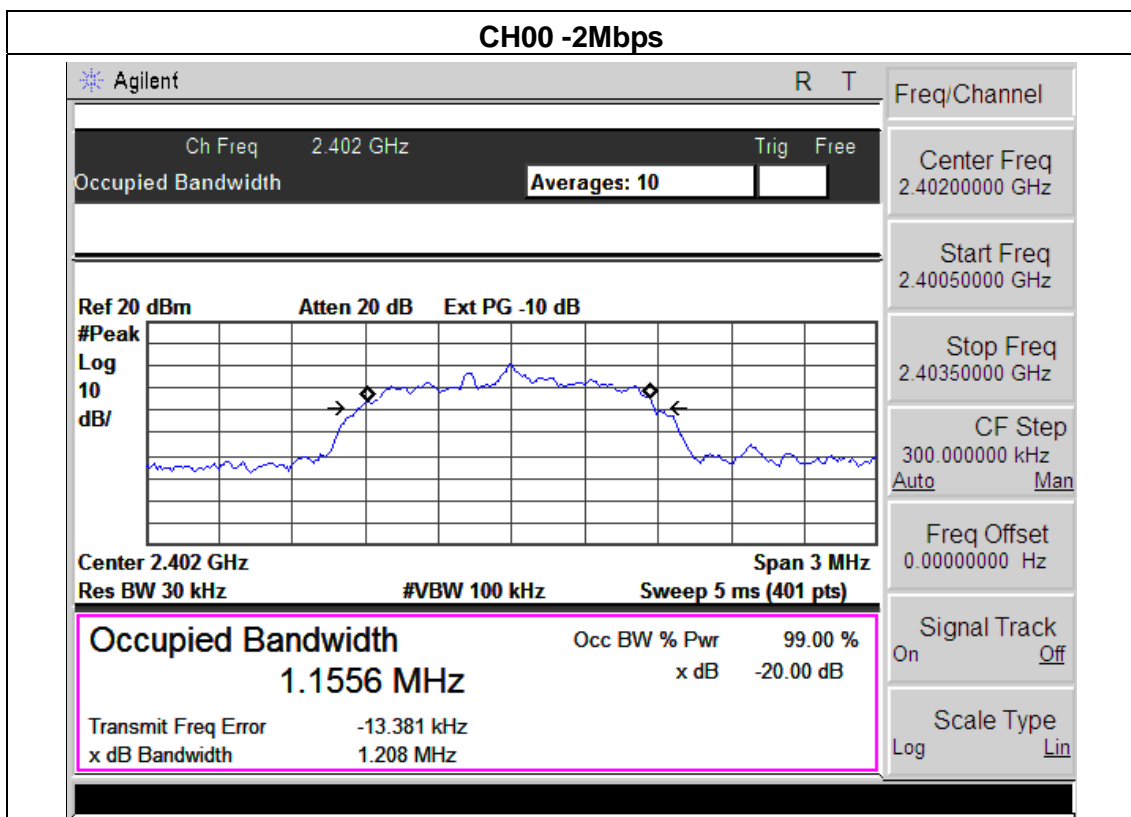 CH00 -2Mbps
Agilent R T
Ch Freq 2.402 GHz Trig Free
Occupied Bandwidth Averages: 10
Ref 20 dBm Atten 20 dB Ext PG -10 dB
#Peak
Log
10
dB/
Center 2.402 GHz Span 3 MHz
Res BW 30 kHz #VBW 100 kHz Sweep 5 ms (401 pts)
Occupied Bandwidth Occ BW % Pwr 99.00 %
1.1556 MHz x dB -20.00 dB
Transmit Freq Error -13.381 kHz
x dB Bandwidth 1.208 MHz
Freq/Channel
Center Freq
2.40200000 GHz
Start Freq
2.40050000 GHz
Stop Freq
2.40350000 GHz
CF Step
300.000000 kHz
Auto Man
Freq Offset
0.00000000 Hz
Signal Track
On Off
Scale Type
Log Lin